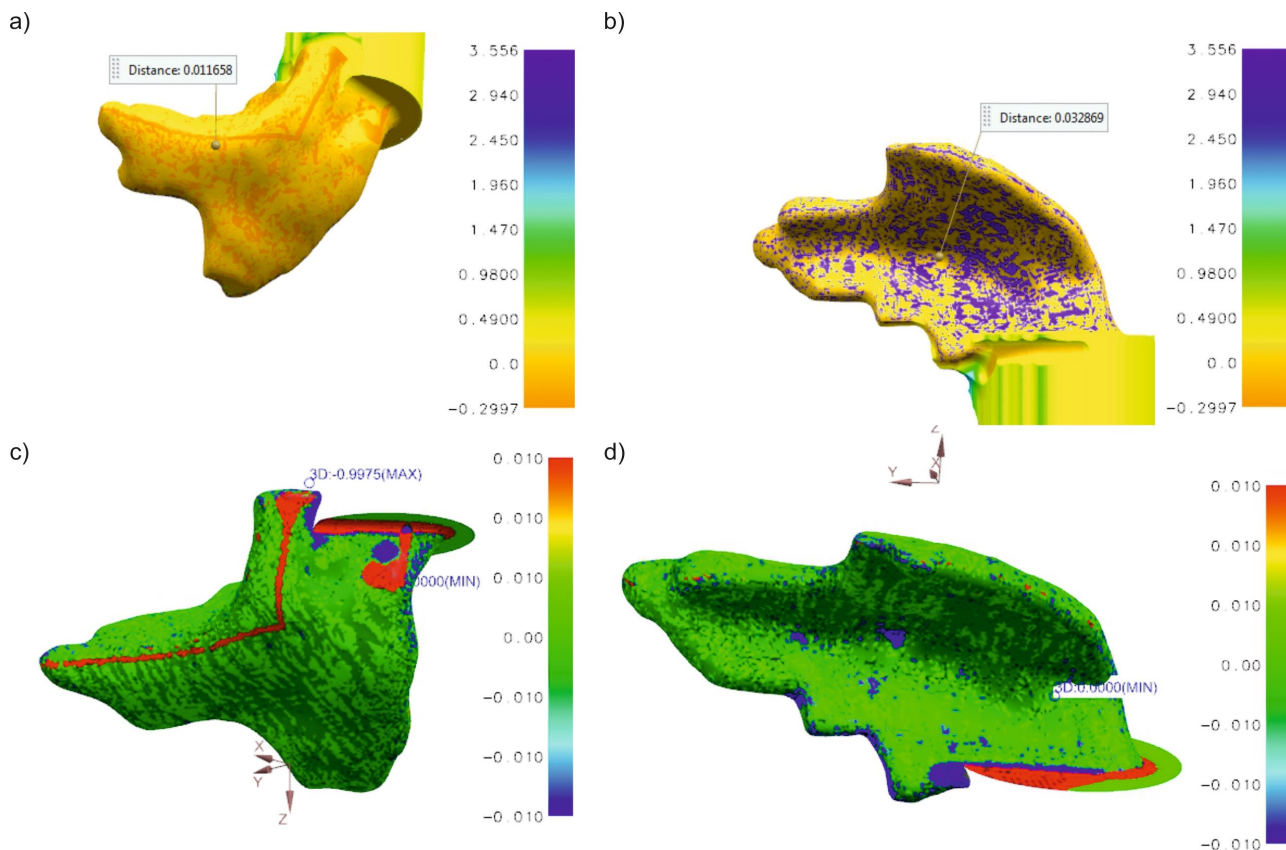 a)
Distance: 0.011658
3.556
2.940
2.450
1.960
1.470
0.9800
0.4900
0.0
-0.2997
b)
Distance: 0.032869
3.556
2.940
2.450
1.960
1.470
0.9800
0.4900
0.0
-0.2997
c)
3D:-0.9975(MAX)
.0000(MIN)
X
Y
Z
0.010
0.010
0.010
0.00
-0.010
-0.010
-0.010
d)
Z
X
Y
3D:0.0000(MIN)
0.010
0.010
0.010
0.00
-0.010
-0.010
-0.010